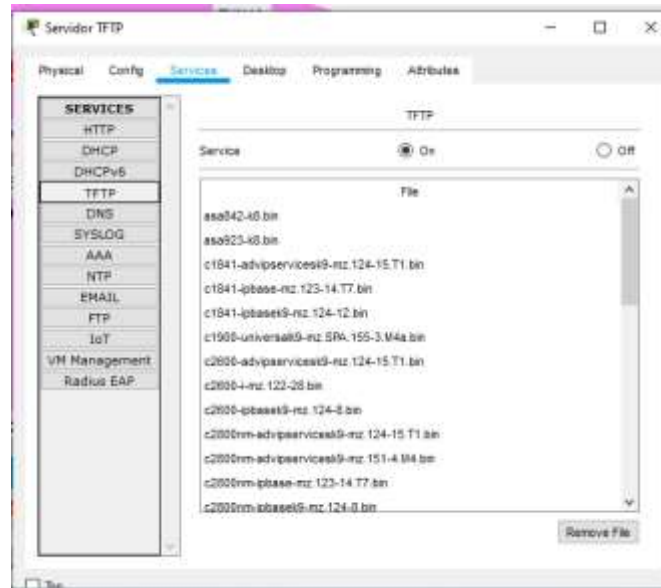 Servidor TFTP
Physical Config Services Desktop Programming Attributes
SERVICES
HTTP
DHCP
DHCPv6
TFTP
DNS
SYSLOG
AAA
NTP
EMAIL
FTP
IoT
VM Management
Radius EAP
TFTP
Service On Off
File
asa842-k8.bin
asa923-k8.bin
c1841-advipservicesk9-mz.124-15.T1.bin
c1841-ipbase-mz.123-14.T7.bin
c1841-ipbasek9-mz.124-12.bin
c1900-universalk9-mz.SPA.155-3.M4a.bin
c2600-advipservicesk9-mz.124-15.T1.bin
c2600-i-mz.122-28.bin
c2600-ipbasek9-mz.124-8.bin
c2800nm-advipservicesk9-mz.124-15.T1.bin
c2800nm-advipservicesk9-mz.151-4.M4.bin
c2800nm-ipbase-mz.123-14.T7.bin
c2800nm-ipbasek9-mz.124-8.bin
Remove File
Top